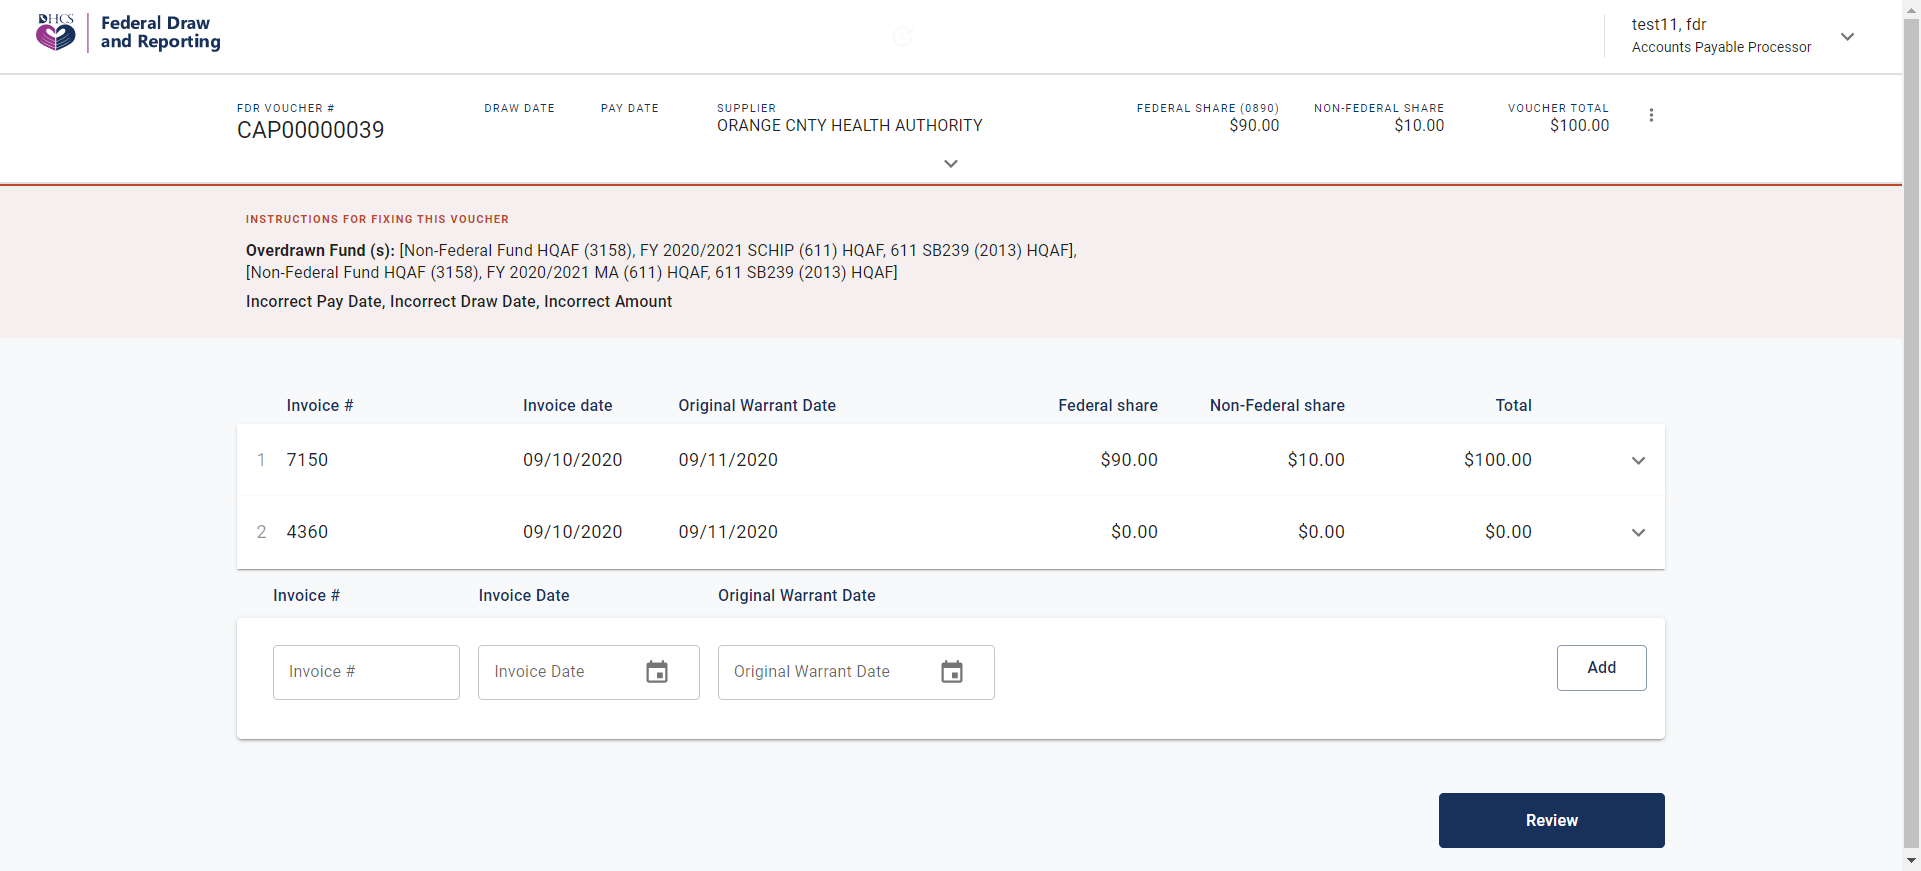 DHCS
Federal Draw
and Reporting
test11, fdr
Accounts Payable Processor
FDR VOUCHER #
CAP00000039
DRAW DATE
PAY DATE
SUPPLIER
ORANGE CNTY HEALTH AUTHORITY
FEDERAL SHARE (0890)
$90.00
NON-FEDERAL SHARE
$10.00
VOUCHER TOTAL
$100.00
INSTRUCTIONS FOR FIXING THIS VOUCHER
Overdrawn Fund (s): [Non-Federal Fund HQAF (3158), FY 2020/2021 SCHIP (611) HQAF, 611 SB239 (2013) HQAF],
[Non-Federal Fund HQAF (3158), FY 2020/2021 MA (611) HQAF, 611 SB239 (2013) HQAF]
Incorrect Pay Date, Incorrect Draw Date, Incorrect Amount
Invoice # Invoice date Original Warrant Date Federal share Non-Federal share Total
1 7150 09/10/2020 09/11/2020 $90.00 $10.00 $100.00
2 4360 09/10/2020 09/11/2020 $0.00 $0.00 $0.00
Invoice # Invoice Date Original Warrant Date
Invoice # Invoice Date Original Warrant Date Add
Review